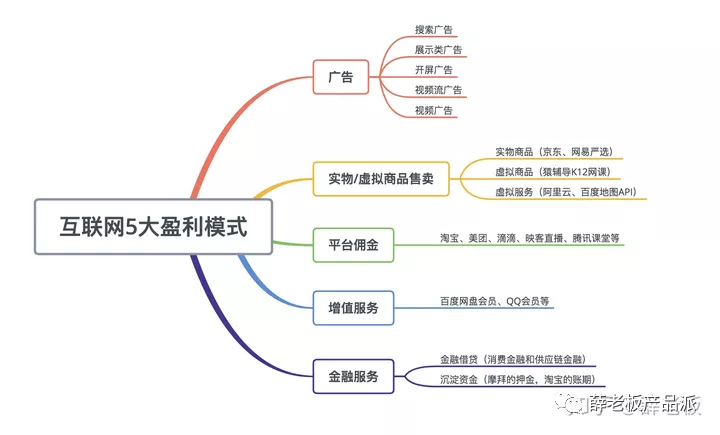 互联网5大盈利模式
广告
搜索广告
展示类广告
开屏广告
视频流广告
视频广告
实物/虚拟商品售卖
实物商品（京东、网易严选）
虚拟商品（猿辅导K12网课）
虚拟服务（阿里云、百度地图API）
平台佣金
淘宝、美团、滴滴、映客直播、腾讯课堂等
增值服务
百度网盘会员、QQ会员等
金融服务
金融借贷（消费金融和供应链金融）
沉淀资金（摩拜的押金，淘宝的账期）
薛老板产品派
知乎 @薛老板